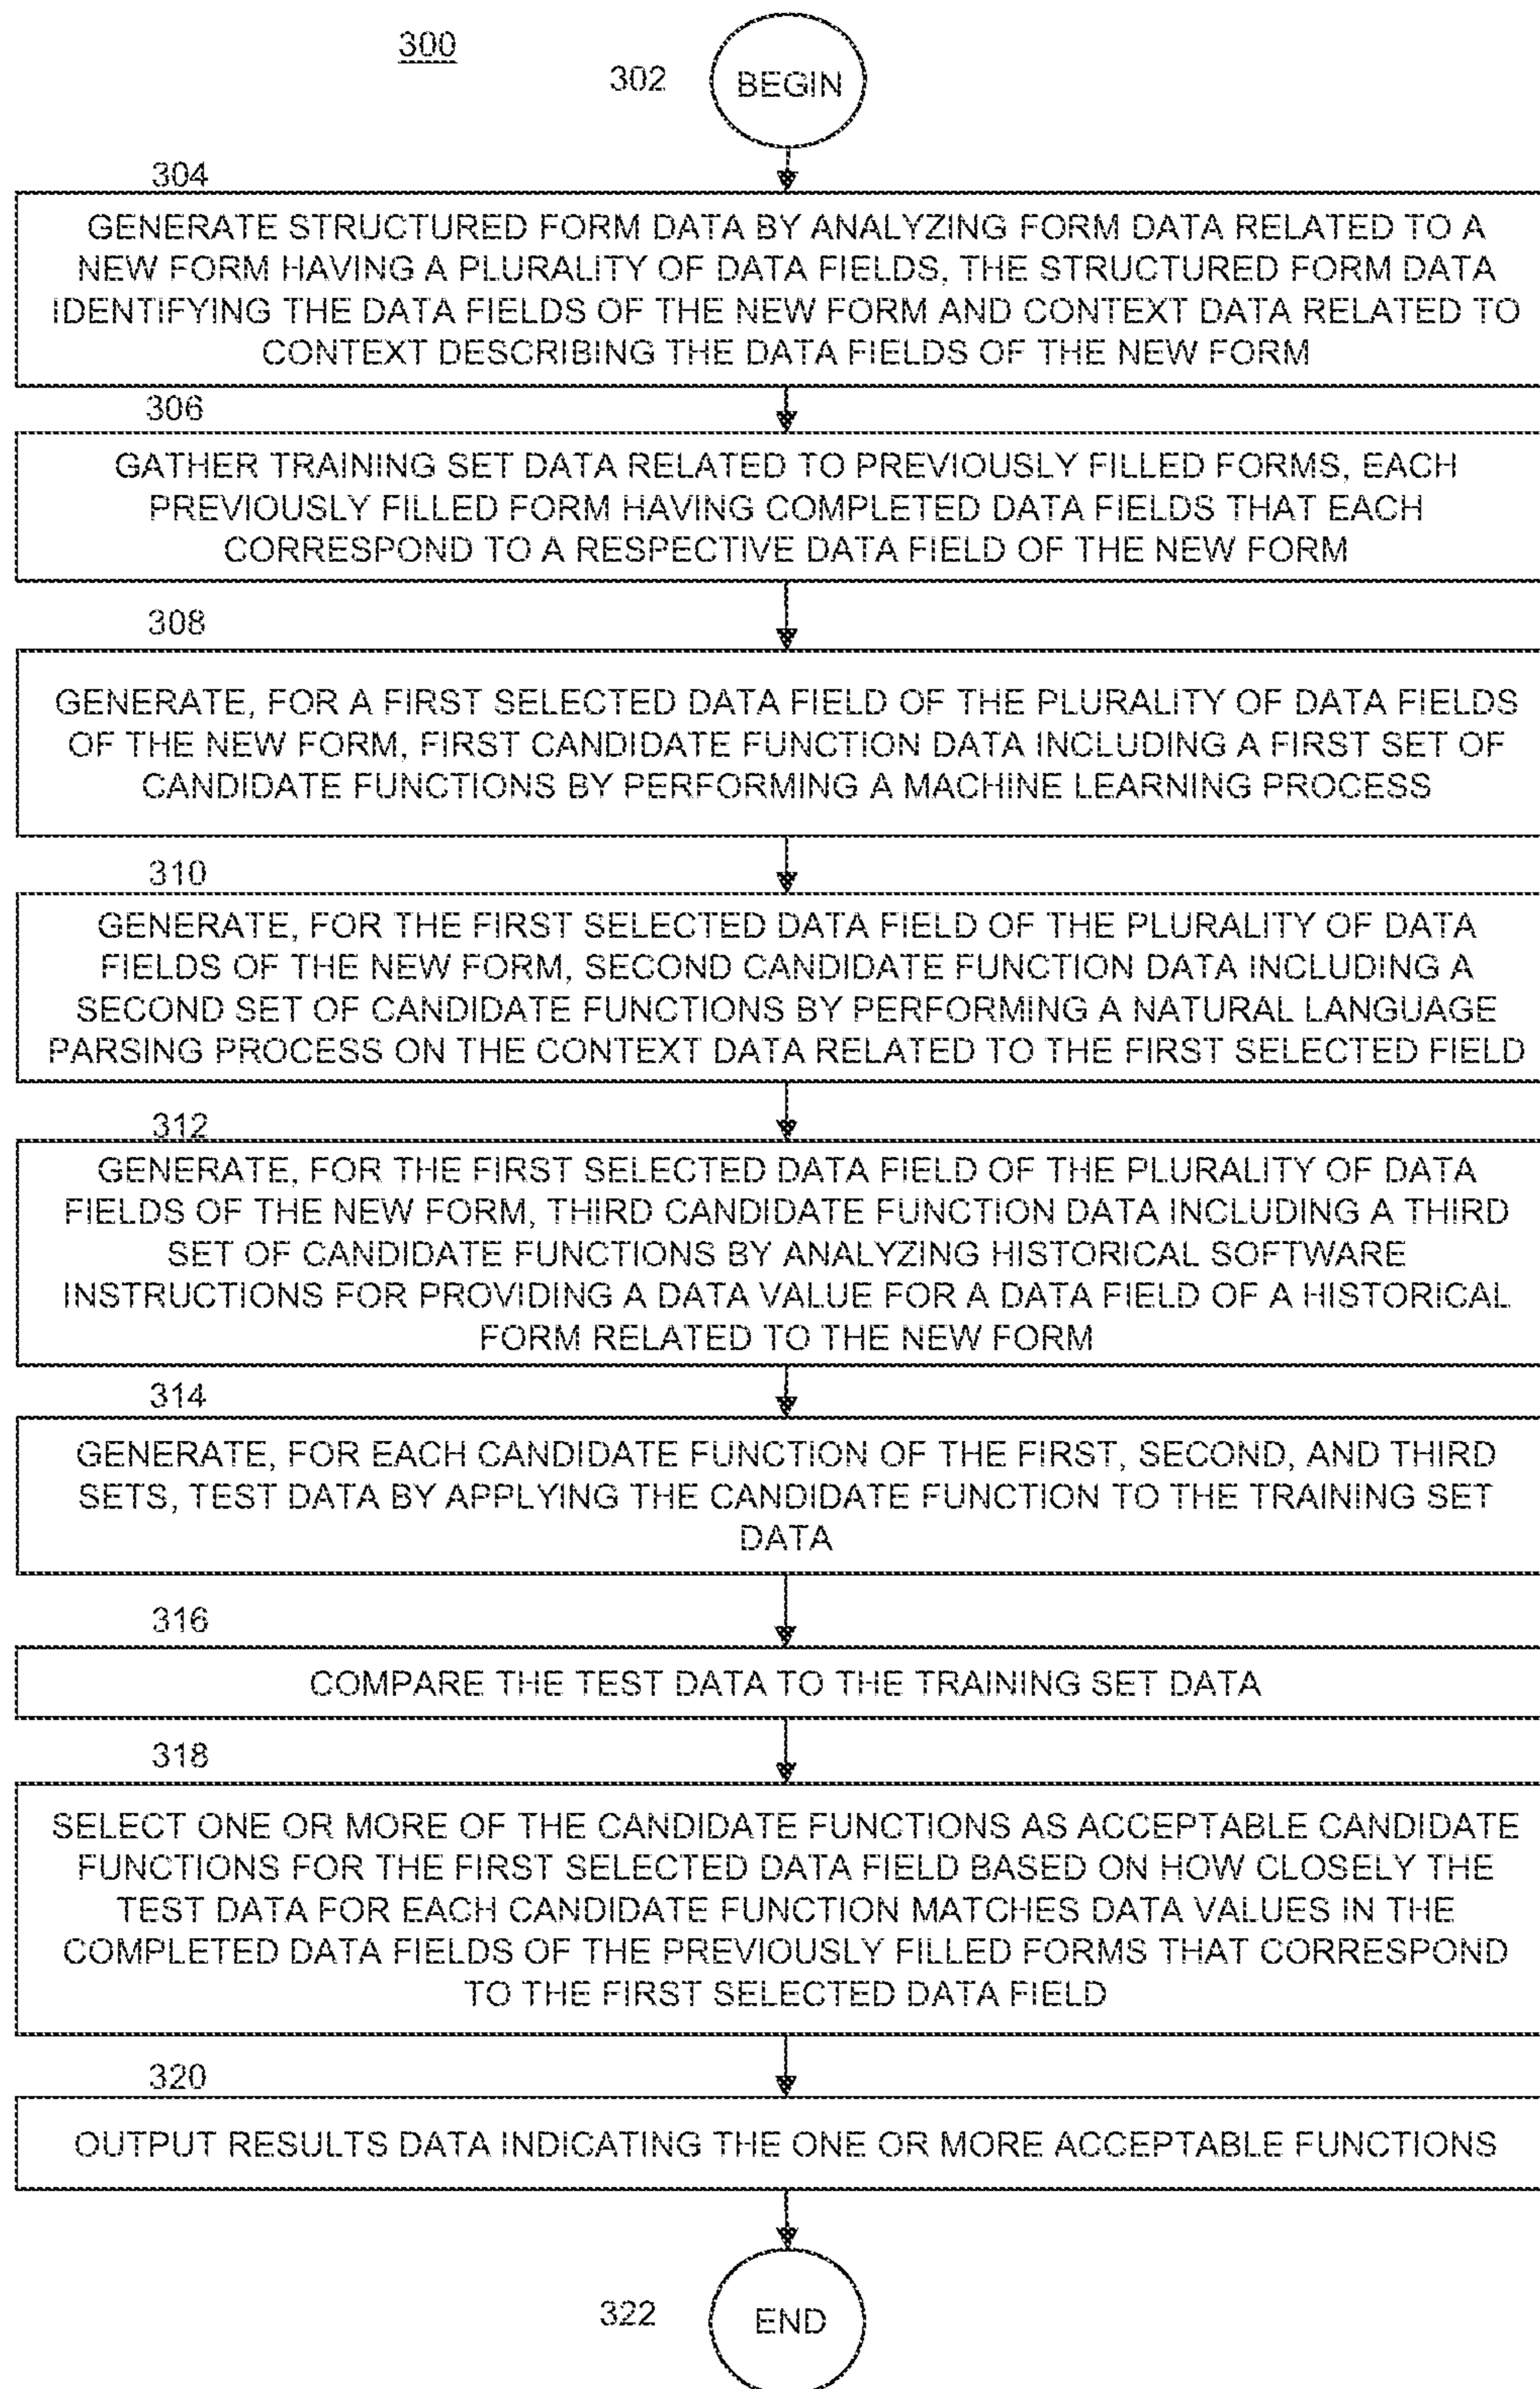 300
302
BEGIN
304
GENERATE STRUCTURED FORM DATA BY ANALYZING FORM DATA RELATED TO A
NEW FORM HAVING A PLURALITY OF DATA FIELDS, THE STRUCTURED FORM DATA
IDENTIFYING THE DATA FIELDS OF THE NEW FORM AND CONTEXT DATA RELATED TO
CONTEXT DESCRIBING THE DATA FIELDS OF THE NEW FORM
306
GATHER TRAINING SET DATA RELATED TO PREVIOUSLY FILLED FORMS, EACH
PREVIOUSLY FILLED FORM HAVING COMPLETED DATA FIELDS THAT EACH
CORRESPOND TO A RESPECTIVE DATA FIELD OF THE NEW FORM
308
GENERATE, FOR A FIRST SELECTED DATA FIELD OF THE PLURALITY OF DATA FIELDS
OF THE NEW FORM, FIRST CANDIDATE FUNCTION DATA INCLUDING A FIRST SET OF
CANDIDATE FUNCTIONS BY PERFORMING A MACHINE LEARNING PROCESS
310
GENERATE, FOR THE FIRST SELECTED DATA FIELD OF THE PLURALITY OF DATA
FIELDS OF THE NEW FORM, SECOND CANDIDATE FUNCTION DATA INCLUDING A
SECOND SET OF CANDIDATE FUNCTIONS BY PERFORMING A NATURAL LANGUAGE
PARSING PROCESS ON THE CONTEXT DATA RELATED TO THE FIRST SELECTED FIELD
312
GENERATE, FOR THE FIRST SELECTED DATA FIELD OF THE PLURALITY OF DATA
FIELDS OF THE NEW FORM, THIRD CANDIDATE FUNCTION DATA INCLUDING A THIRD
SET OF CANDIDATE FUNCTIONS BY ANALYZING HISTORICAL SOFTWARE
INSTRUCTIONS FOR PROVIDING A DATA VALUE FOR A DATA FIELD OF A HISTORICAL
FORM RELATED TO THE NEW FORM
314
GENERATE, FOR EACH CANDIDATE FUNCTION OF THE FIRST, SECOND, AND THIRD
SETS, TEST DATA BY APPLYING THE CANDIDATE FUNCTION TO THE TRAINING SET
DATA
316
COMPARE THE TEST DATA TO THE TRAINING SET DATA
318
SELECT ONE OR MORE OF THE CANDIDATE FUNCTIONS AS ACCEPTABLE CANDIDATE
FUNCTIONS FOR THE FIRST SELECTED DATA FIELD BASED ON HOW CLOSELY THE
TEST DATA FOR EACH CANDIDATE FUNCTION MATCHES DATA VALUES IN THE
COMPLETED DATA FIELDS OF THE PREVIOUSLY FILLED FORMS THAT CORRESPOND
TO THE FIRST SELECTED DATA FIELD
320
OUTPUT RESULTS DATA INDICATING THE ONE OR MORE ACCEPTABLE FUNCTIONS
322
END